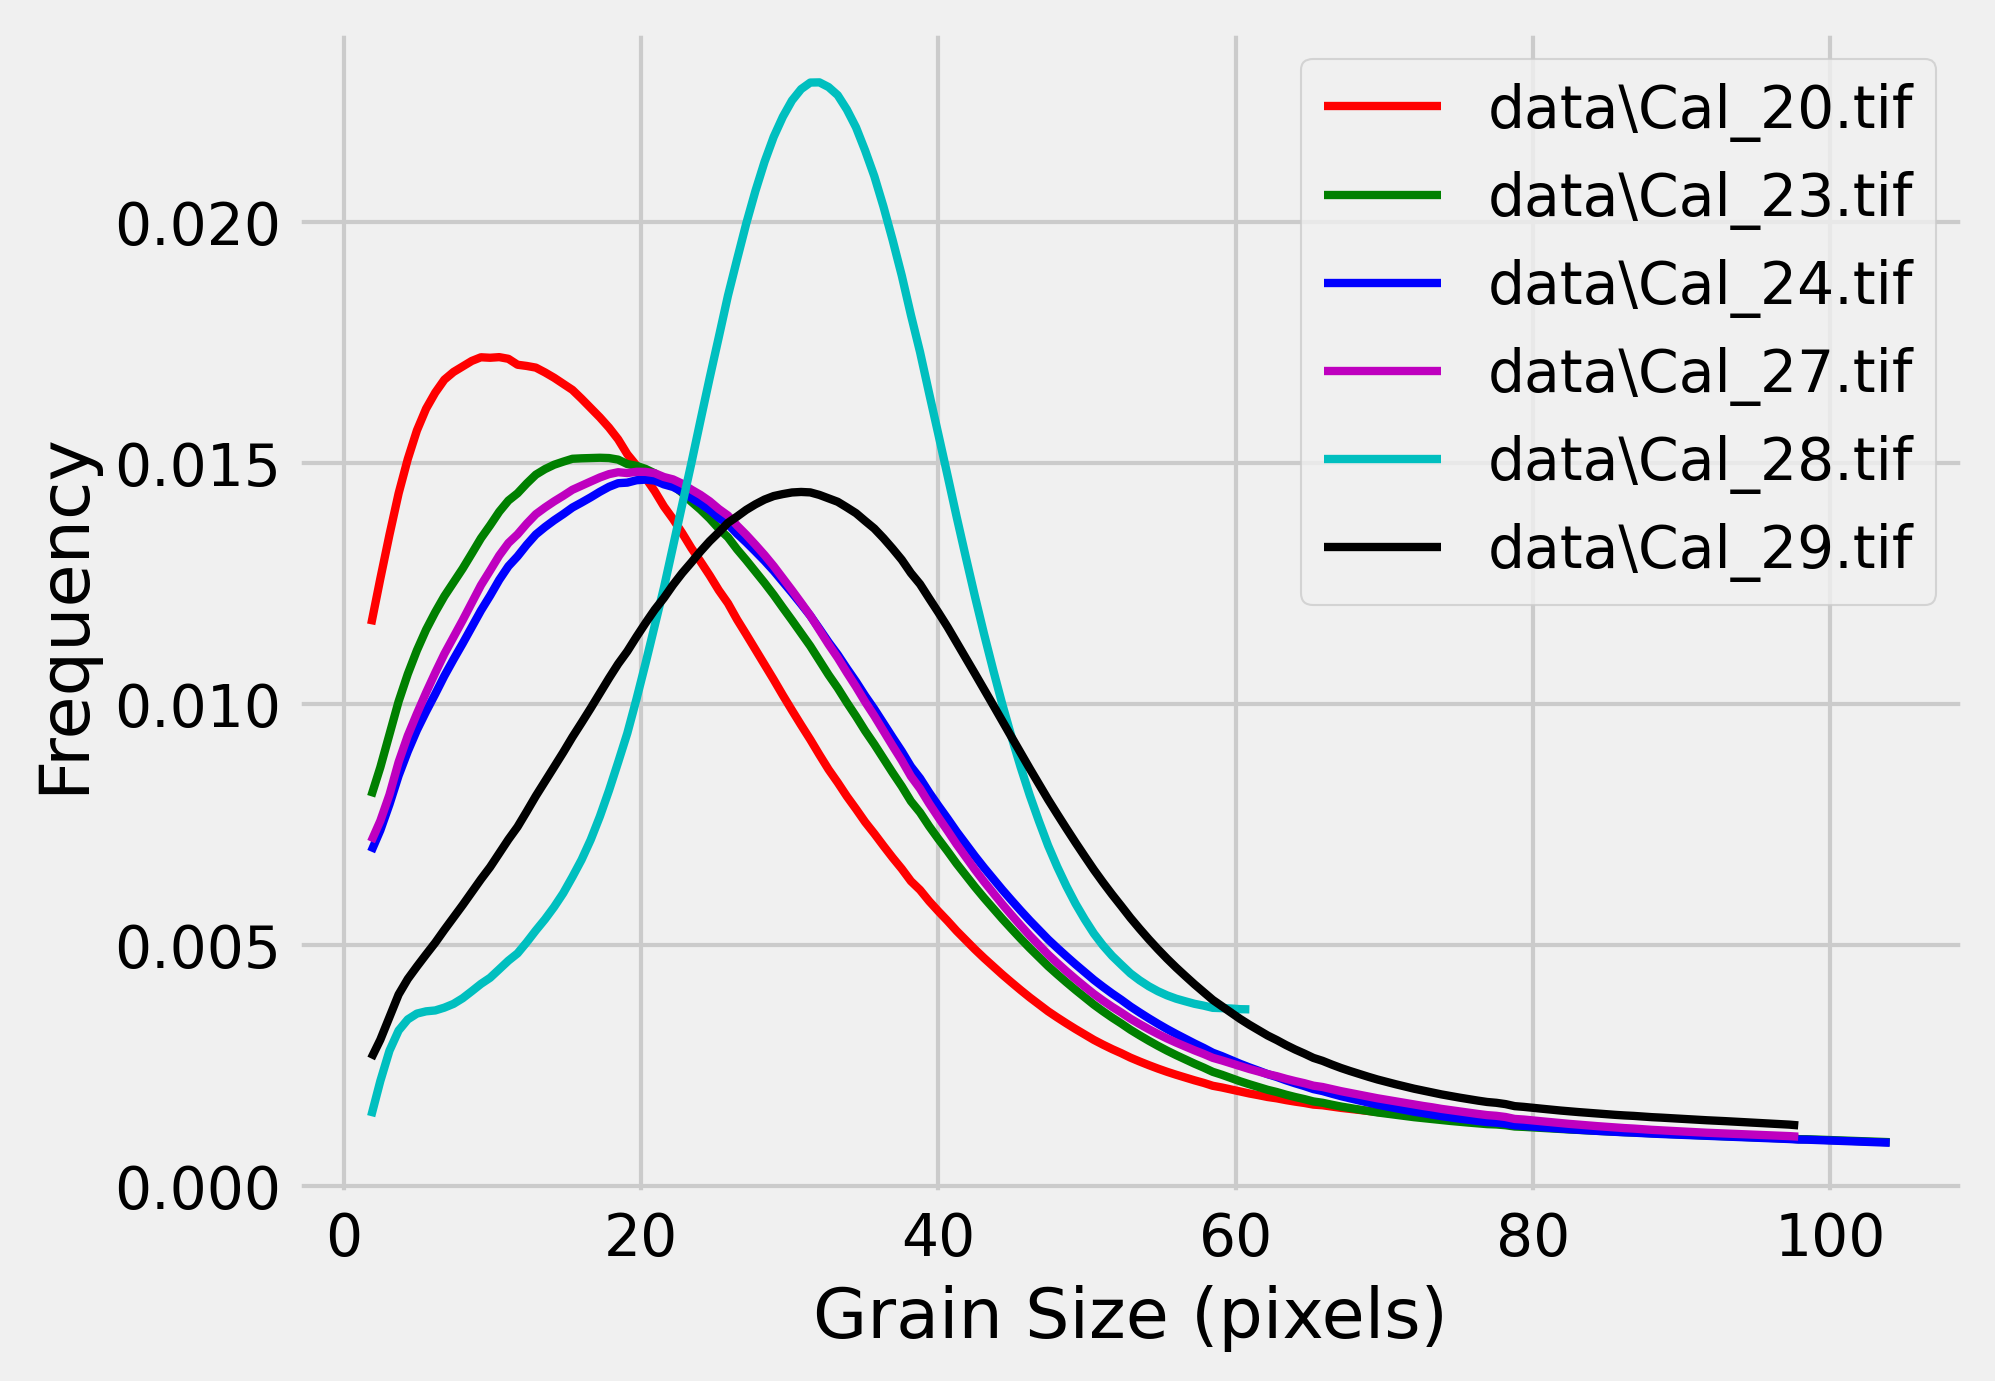 data\Cal_20.tif
data\Cal_23.tif
data\Cal_24.tif
data\Cal_27.tif
data\Cal_28.tif
data\Cal_29.tif
Frequency
0.020
0.015
0.010
0.005
0.000
0 20 40 60 80 100
Grain Size (pixels)